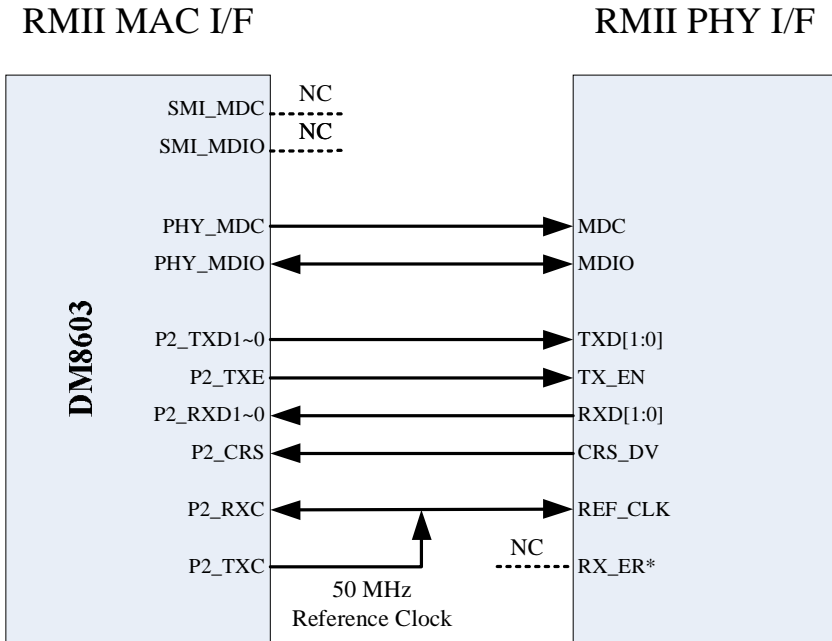 RMII MAC I/F
RMII PHY I/F
SMI_MDC
NC
SMI_MDIO
NC
PHY_MDC
MDC
PHY_MDIO
MDIO
DM8603
P2_TXD1~0
TXD[1:0]
P2_TXE
TX_EN
P2_RXD1~0
RXD[1:0]
P2_CRS
CRS_DV
P2_RXC
REF_CLK
P2_TXC
NC
RX_ER*
50 MHz
Reference Clock